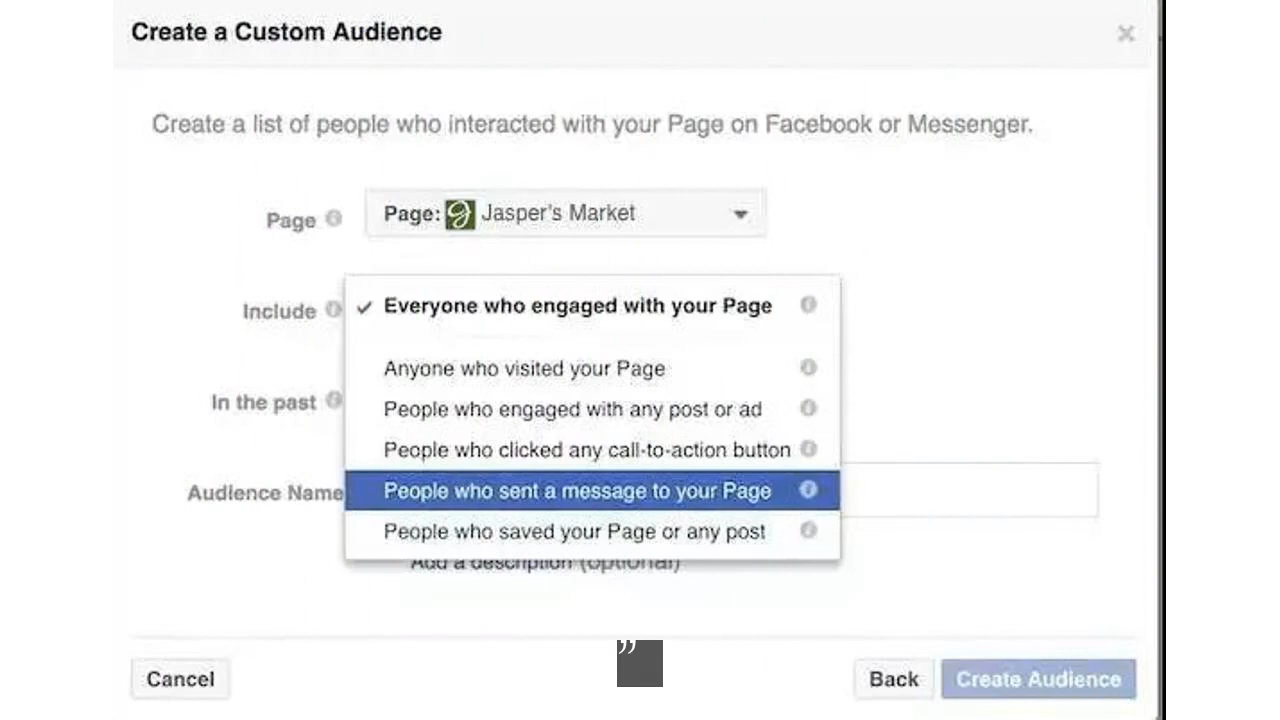 Create a Custom Audience
Create a list of people who interacted with your Page on Facebook or Messenger.
Page
Page: Jasper's Market
Include
✓ Everyone who engaged with your Page
Anyone who visited your Page
People who engaged with any post or ad
In the past
People who clicked any call-to-action button
People who sent a message to your Page
Audience Name
People who saved your Page or any post
Add a description (optional)
”
Cancel
Back
Create Audience